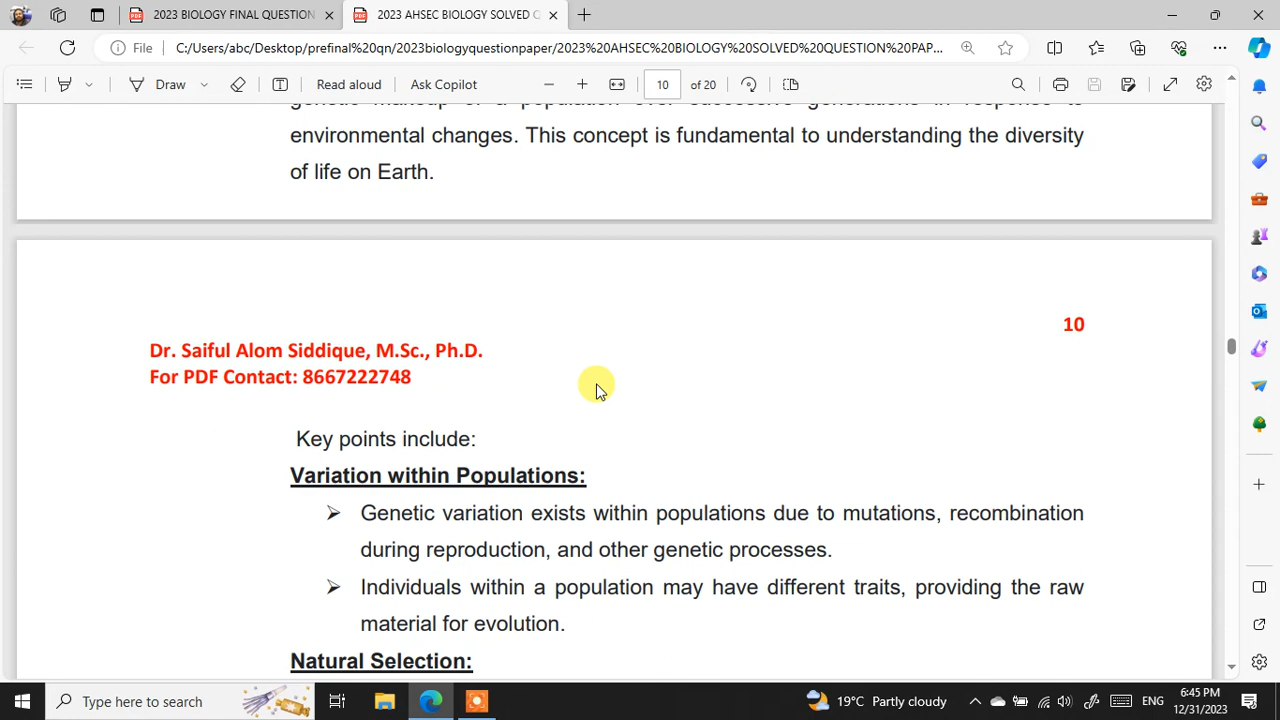 2023 BIOLOGY FINAL QUESTION
2023 AHSEC BIOLOGY SOLVED Q
File
C:/Users/abc/Desktop/prefinal%20qn/2023biologyquestionpaper/2023%20AHSEC%20BIOLOGY%20SOLVED%20QUESTION%20PAP...
Draw
Read aloud
Ask Copilot
10 of 20
environmental changes. This concept is fundamental to understanding the diversity
of life on Earth.
10
Dr. Saiful Alom Siddique, M.Sc., Ph.D.
For PDF Contact: 8667222748
Key points include:
Variation within Populations:
Genetic variation exists within populations due to mutations, recombination
during reproduction, and other genetic processes.
Individuals within a population may have different traits, providing the raw
material for evolution.
Natural Selection:
Type here to search
19°C Partly cloudy
ENG
6:45 PM
12/31/2023